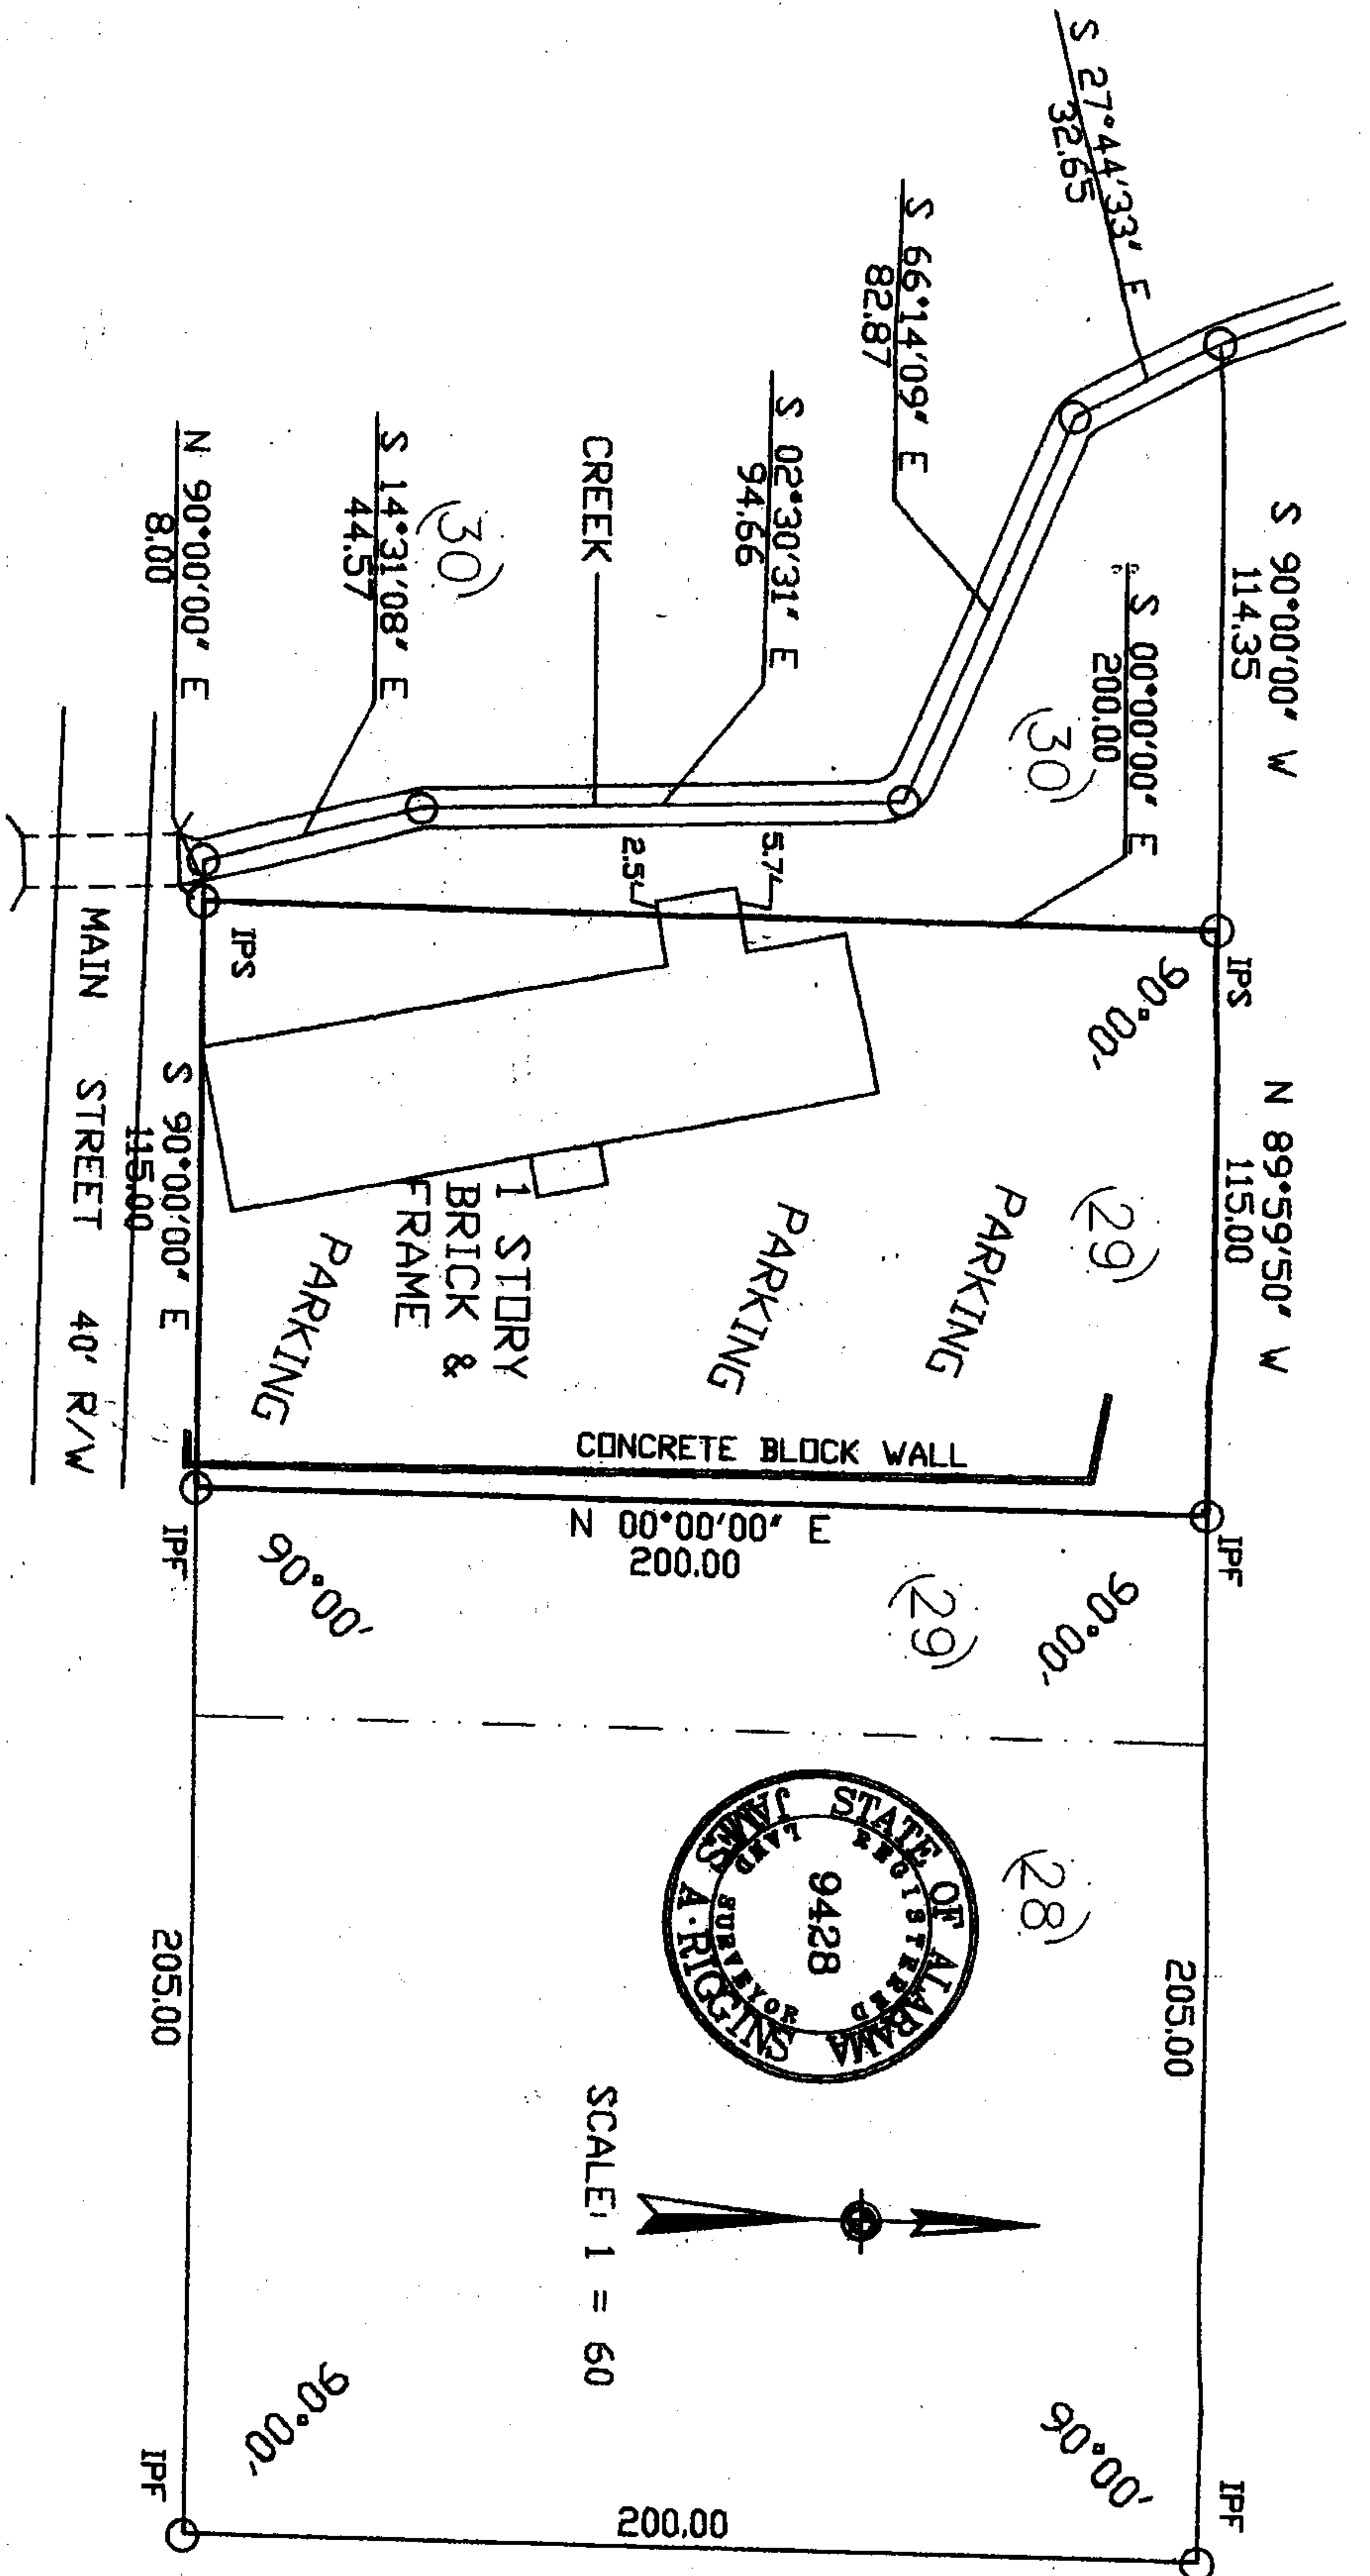 S 27°44'33" E
32.65
S 66°14'09" E
82.87
S 02°30'31" E
94.66
CREEK
S 14°31'08" E
44.57
N 90°00'00" E
8.00
(30)
S 90°00'00" W
114.35
S 00°00'00" E
200.00
(30)
5.7'
2.5'
IPS
IPS
90°00'
N 89°59'50" W
115.00
(29)
PARKING
PARKING
PARKING
1 STORY
BRICK &
FRAME
S 90°00'00" E
115.00
MAIN STREET 40' R/W
CONCRETE BLOCK WALL
N 00°00'00" E
200.00
IPF
IPF
90°00'
90°00'
(29)
(28)
STATE OF ALABAMA
REGISTERED
9428
LAND SURVEYOR
JAMES A. RIGGINS
205.00
205.00
SCALE: 1 = 60
90°00'
90°00'
IPF
IPF
200.00